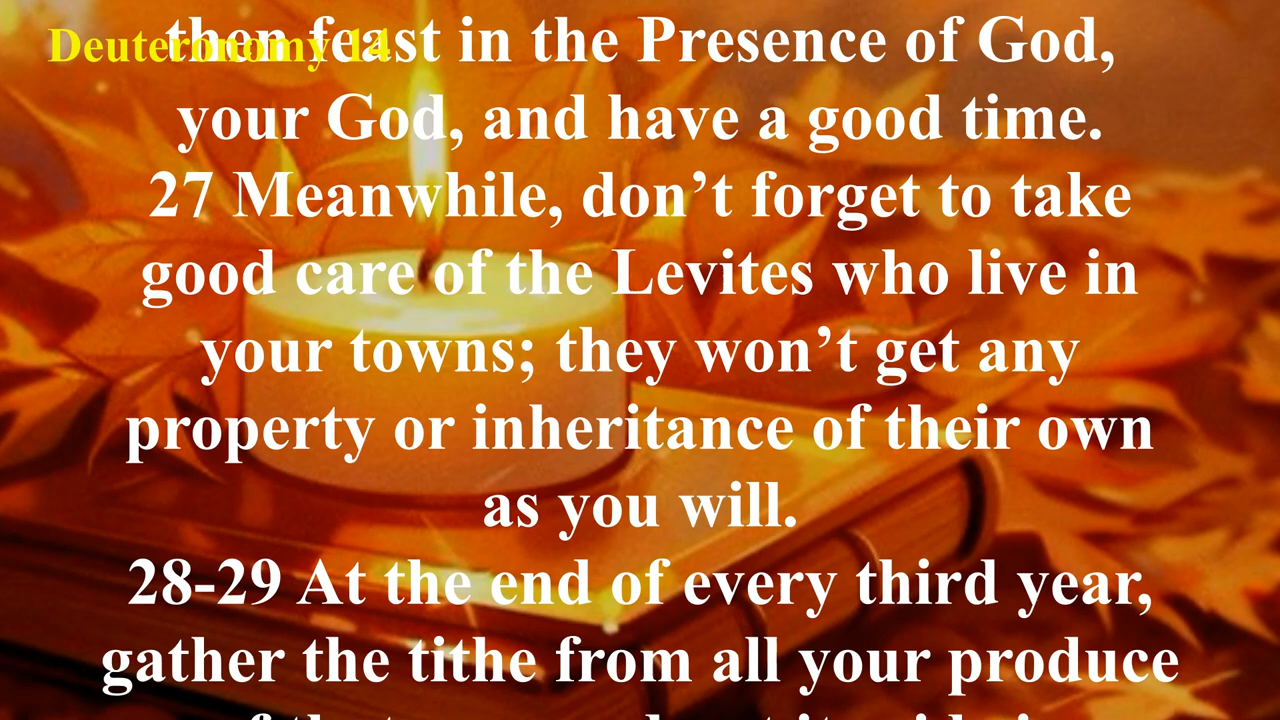 Deuteronomy 14
then feast in the Presence of God,
your God, and have a good time.
27 Meanwhile, don’t forget to take
good care of the Levites who live in
your towns; they won’t get any
property or inheritance of their own
as you will.
28-29 At the end of every third year,
gather the tithe from all your produce